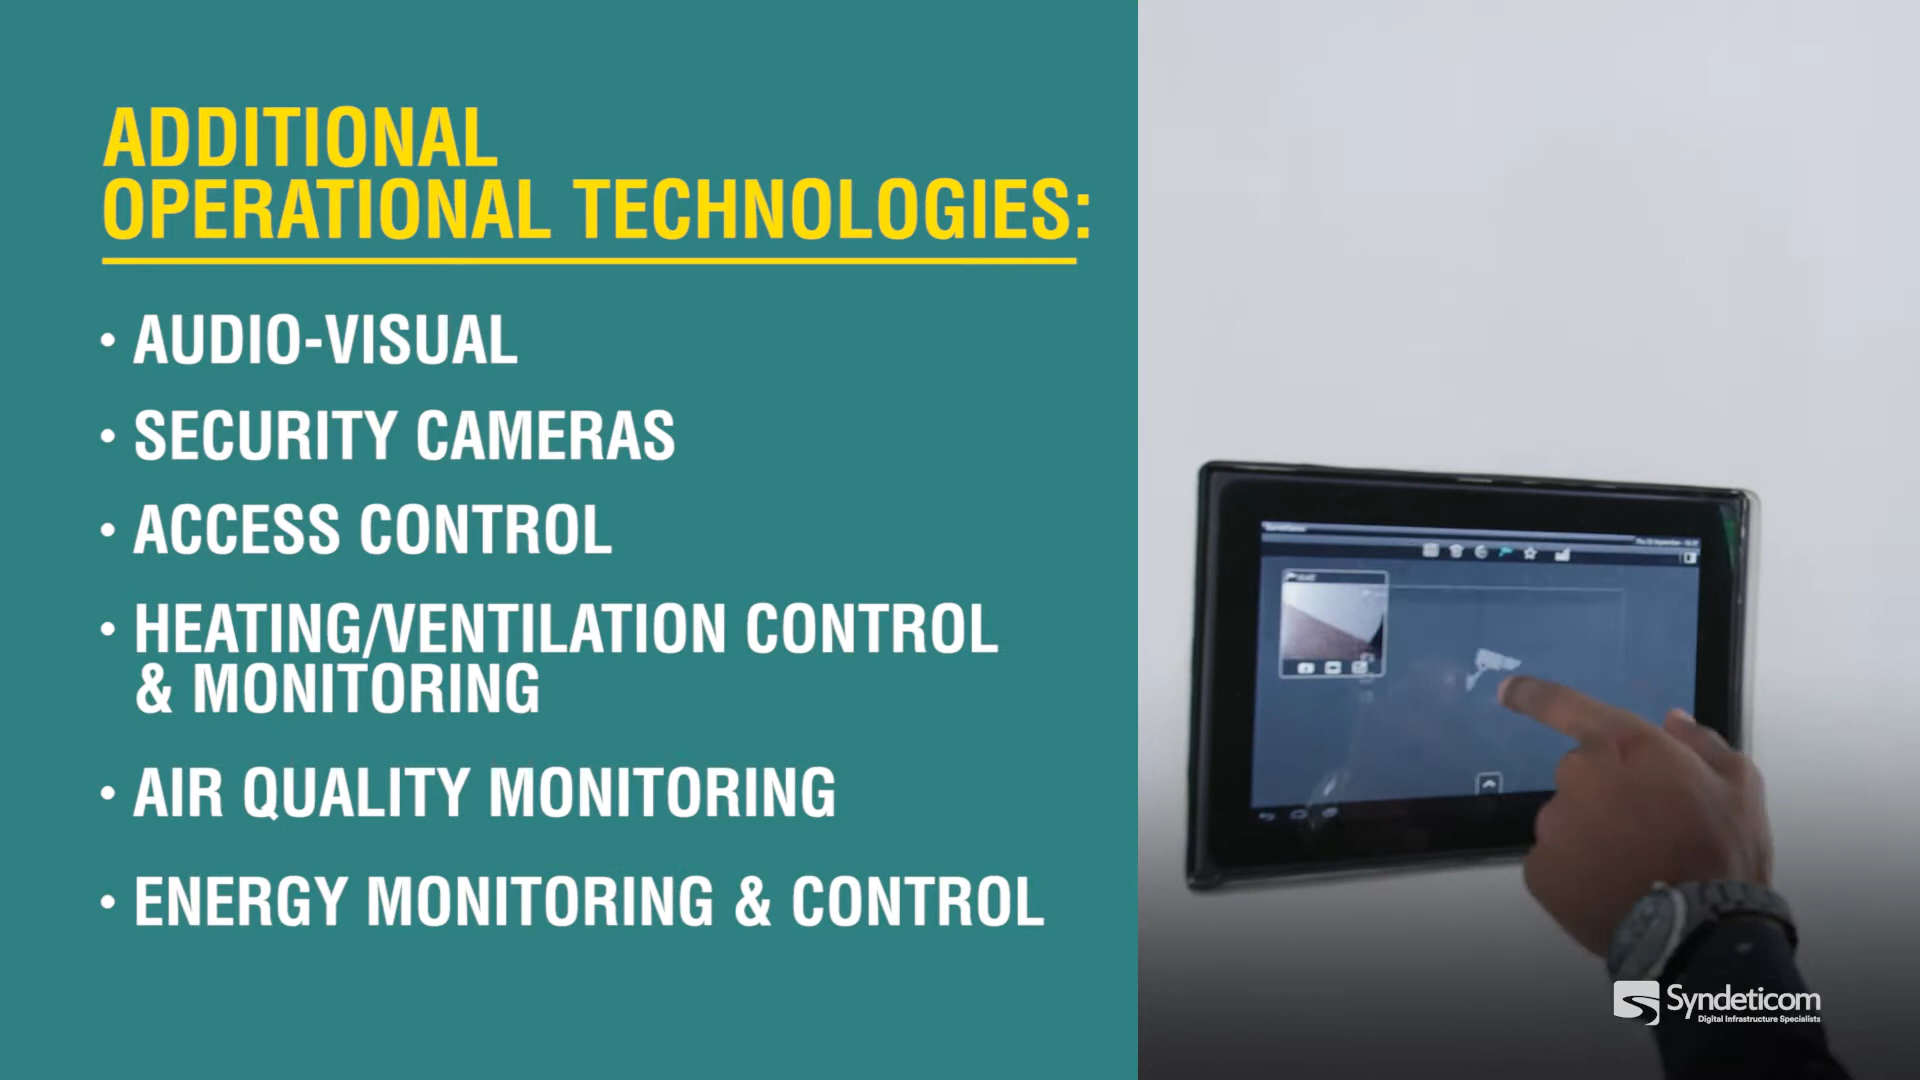 ADDITIONAL
OPERATIONAL TECHNOLOGIES:
• AUDIO-VISUAL
• SECURITY CAMERAS
• ACCESS CONTROL
• HEATING/VENTILATION CONTROL
& MONITORING
• AIR QUALITY MONITORING
• ENERGY MONITORING & CONTROL
Syndeticom
Digital Infrastructure Specialists